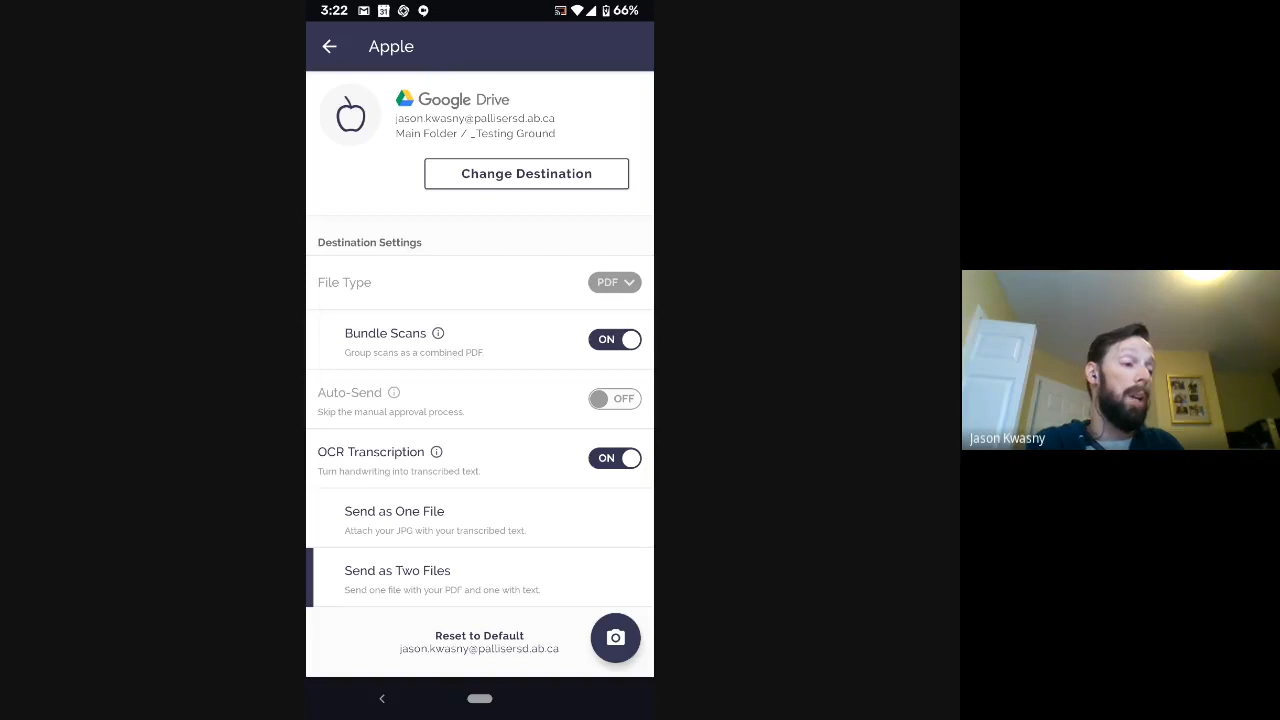 3:22
31
66%
Apple
Google Drive
jason.kwasny@pallisersd.ab.ca
Main Folder / _Testing Ground
Change Destination
Destination Settings
File Type
PDF
Bundle Scans
ON
Group scans as a combined PDF.
Auto-Send
OFF
Skip the manual approval process.
OCR Transcription
ON
Turn handwriting into transcribed text.
Send as One File
Attach your JPG with your transcribed text.
Send as Two Files
Send one file with your PDF and one with text.
Reset to Default
jason.kwasny@pallisersd.ab.ca
Jason Kwasny